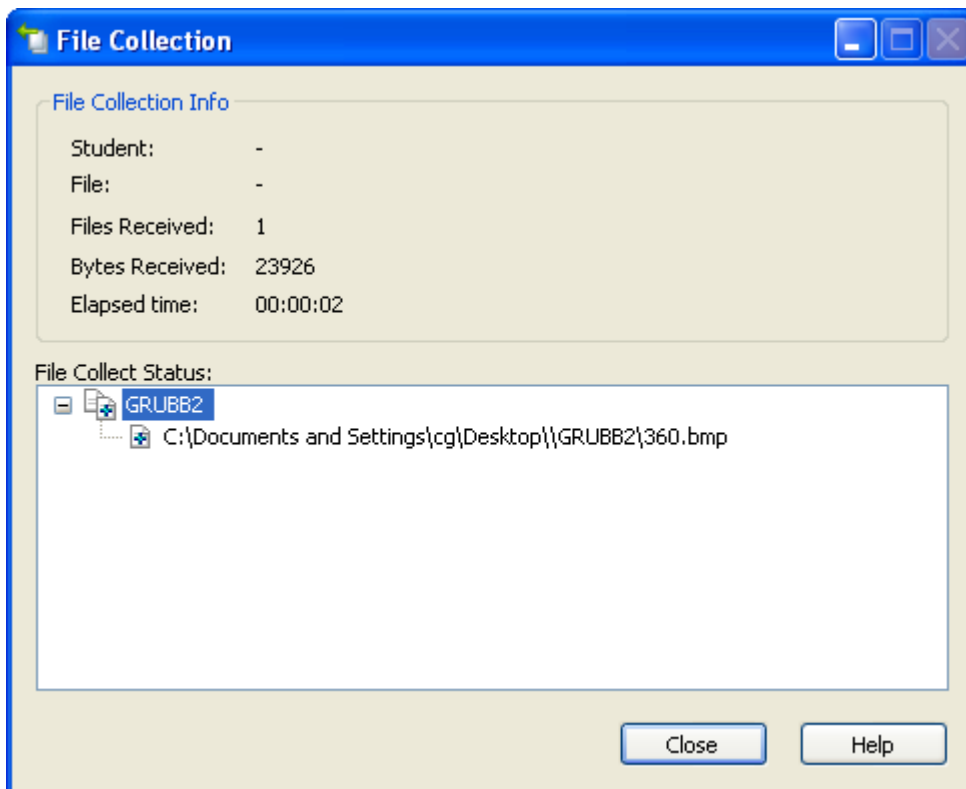 File Collection
File Collection Info
Student: -
File: -
Files Received: 1
Bytes Received: 23926
Elapsed time: 00:00:02
File Collect Status:
GRUBB2
C:\Documents and Settings\cg\Desktop\\GRUBB2\360.bmp
Close Help